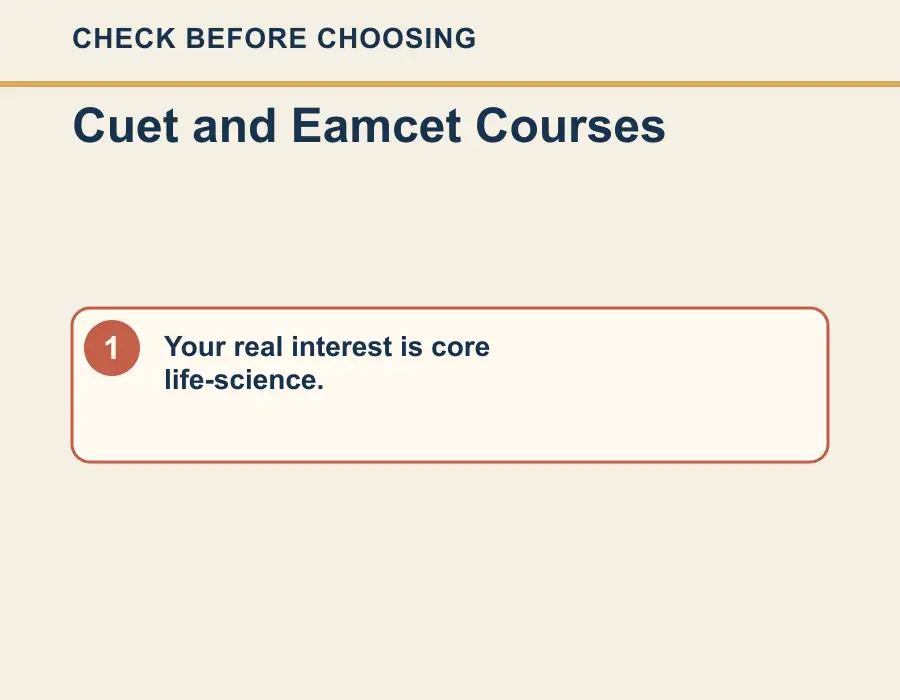 CHECK BEFORE CHOOSING
Cuet and Eamcet Courses
1
Your real interest is core
life-science.